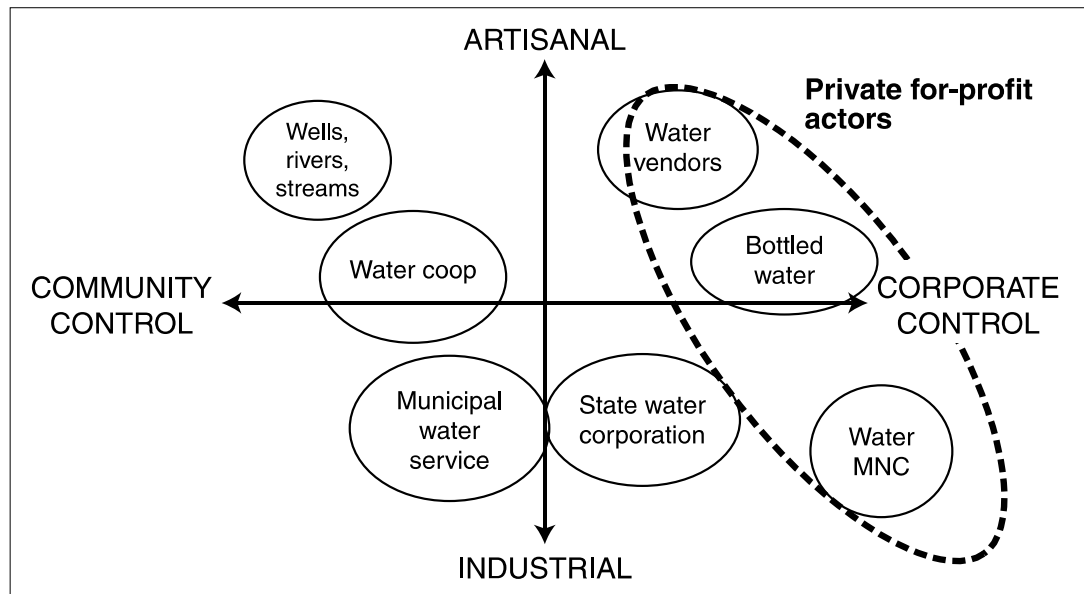 ARTISANAL
Private for-profit
actors
Wells,
rivers,
streams
Water
vendors
Water coop
Bottled
water
COMMUNITY
CONTROL
CORPORATE
CONTROL
Municipal
water
service
State water
corporation
Water
MNC
INDUSTRIAL